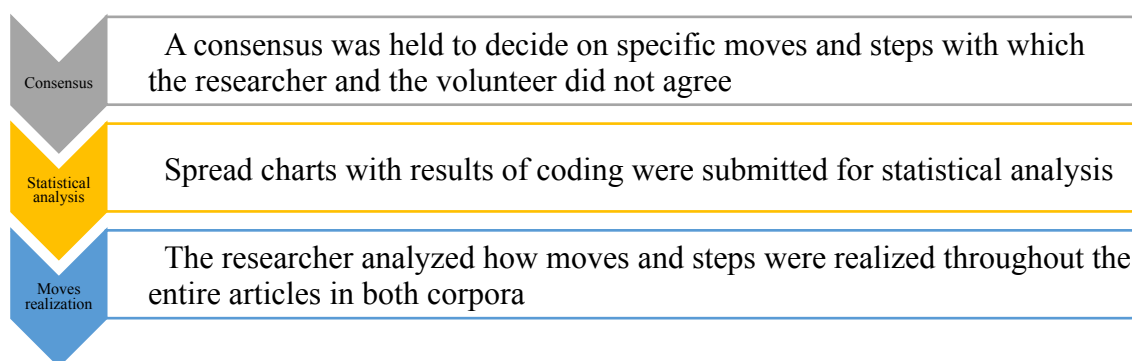 Consensus
A consensus was held to decide on specific moves and steps with which
the researcher and the volunteer did not agree
Statistical
analysis
Spread charts with results of coding were submitted for statistical analysis
Moves
realization
The researcher analyzed how moves and steps were realized throughout the
entire articles in both corpora